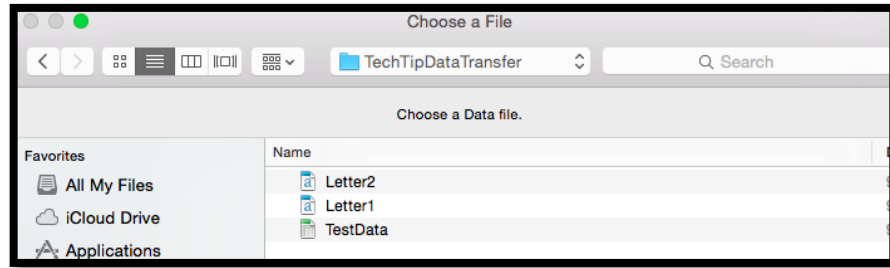 Choose a File
TechTipDataTransfer Search
Choose a Data file.
Favorites Name
All My Files Letter2
iCloud Drive Letter1
Applications TestData